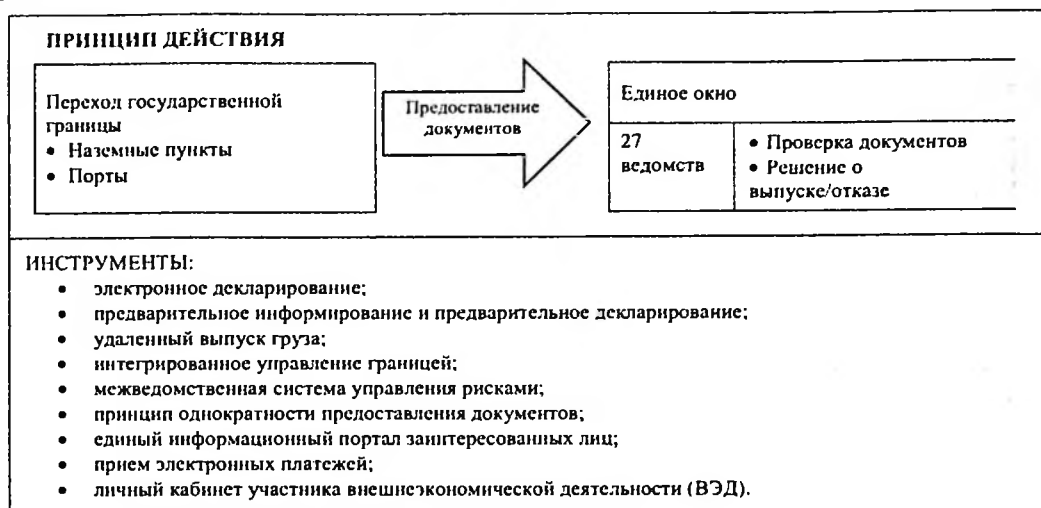 ПРИНЦИП ДЕЙСТВИЯ
Переход государственной
границы
• Наземные пункты
• Порты
Предоставление
документов
Единое окно
27
ведомств
• Проверка документов
• Решение о
выпуске/отказе
ИНСТРУМЕНТЫ:
• электронное декларирование;
• предварительное информирование и предварительное декларирование;
• удаленный выпуск груза;
• интегрированное управление границей;
• межведомственная система управления рисками;
• принцип однократности предоставления документов;
• единый информационный портал заинтересованных лиц;
• прием электронных платежей;
• личный кабинет участника внешнеэкономической деятельности (ВЭД).